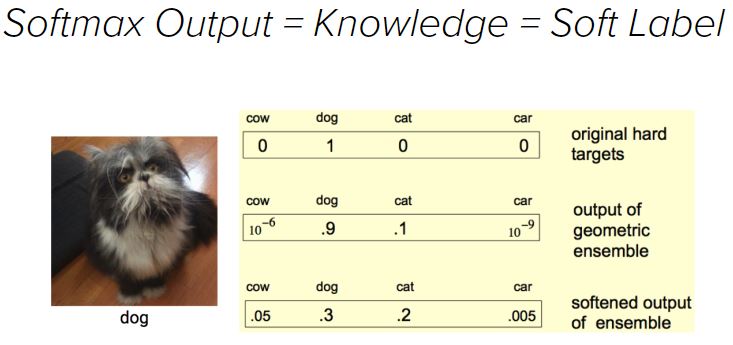 Softmax Output = Knowledge = Soft Label
cow dog cat car
0 1 0 0
original hard
targets
cow dog cat car
10⁻⁶ .9 .1 10⁻⁹
output of
geometric
ensemble
cow dog cat car
.05 .3 .2 .005
softened output
of ensemble
dog